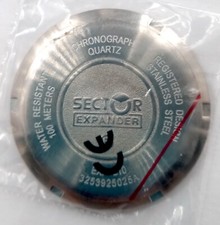 CHRONOGRAPH
QUARTZ
REGISTERED DESIGN
STAINLESS STEEL
WATER RESISTANT
100 METERS
SECTOR
EXPANDER